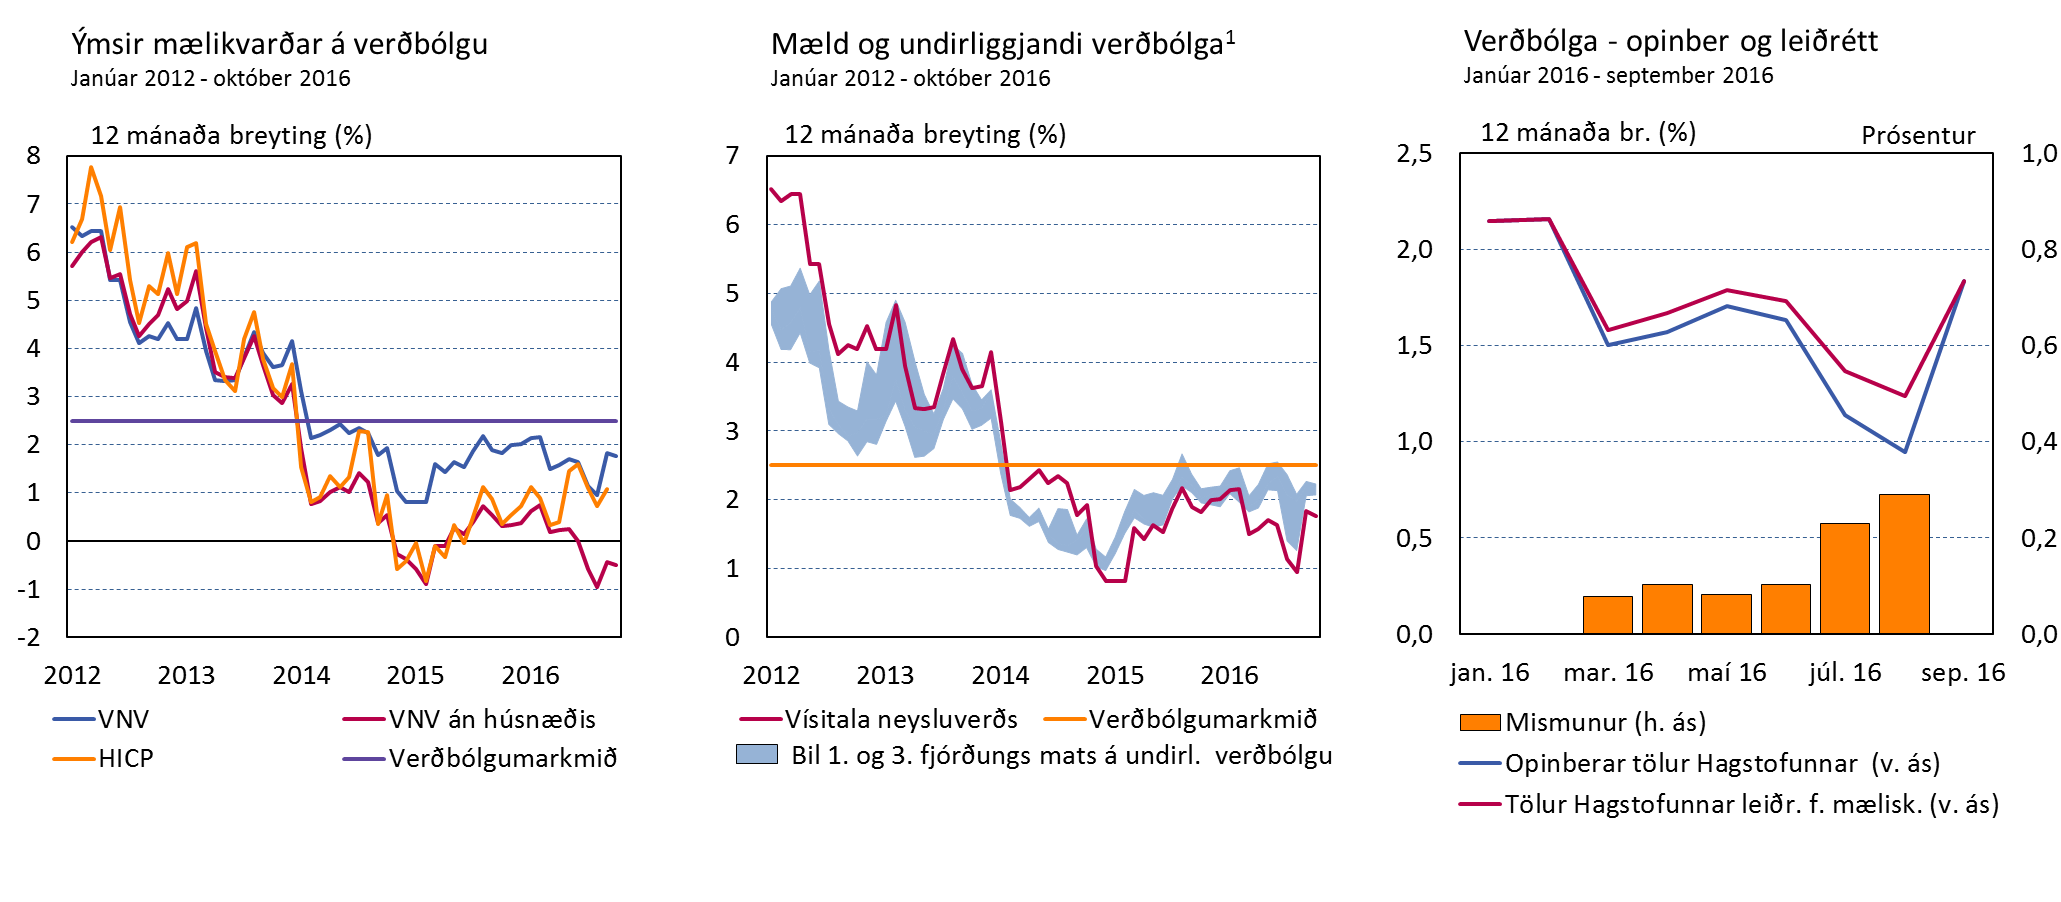 Ýmsir mælikvarðar á verðbólgu
Janúar 2012 - október 2016
12 mánaða breyting (%)
8
7
6
5
4
3
2
1
0
-1
-2
2012 2013 2014 2015 2016
VNV VNV án húsnæðis
HICP Verðbólgumarkmið
Mæld og undirliggjandi verðbólga1
Janúar 2012 - október 2016
12 mánaða breyting (%)
7
6
5
4
3
2
1
0
2012 2013 2014 2015 2016
Vísitala neysluverðs Verðbólgumarkmið
Bil 1. og 3. fjórðungs mats á undirl. verðbólgu
Verðbólga - opinber og leiðrétt
Janúar 2016 - september 2016
12 mánaða br. (%) Prósentur
2,5 1,0
2,0 0,8
1,5 0,6
1,0 0,4
0,5 0,2
0,0 0,0
jan. 16 mar. 16 maí 16 júl. 16 sep. 16
Mismunur (h. ás)
Opinberar tölur Hagstofunnar (v. ás)
Tölur Hagstofunnar leiðr. f. mælisk. (v. ás)